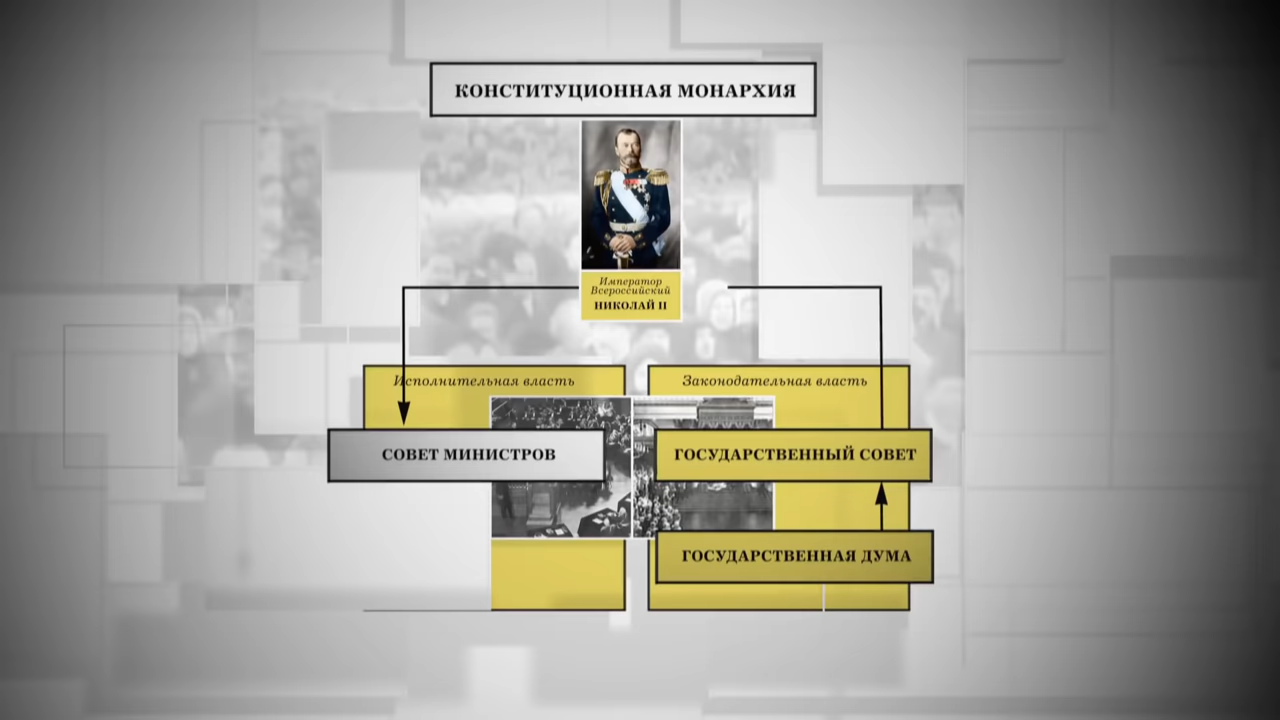 КОНСТИТУЦИОННАЯ МОНАРХИЯ
Император
Всероссийский
НИКОЛАЙ II
Исполнительная власть
Законодательная власть
СОВЕТ МИНИСТРОВ
ГОСУДАРСТВЕННЫЙ СОВЕТ
ГОСУДАРСТВЕННАЯ ДУМА